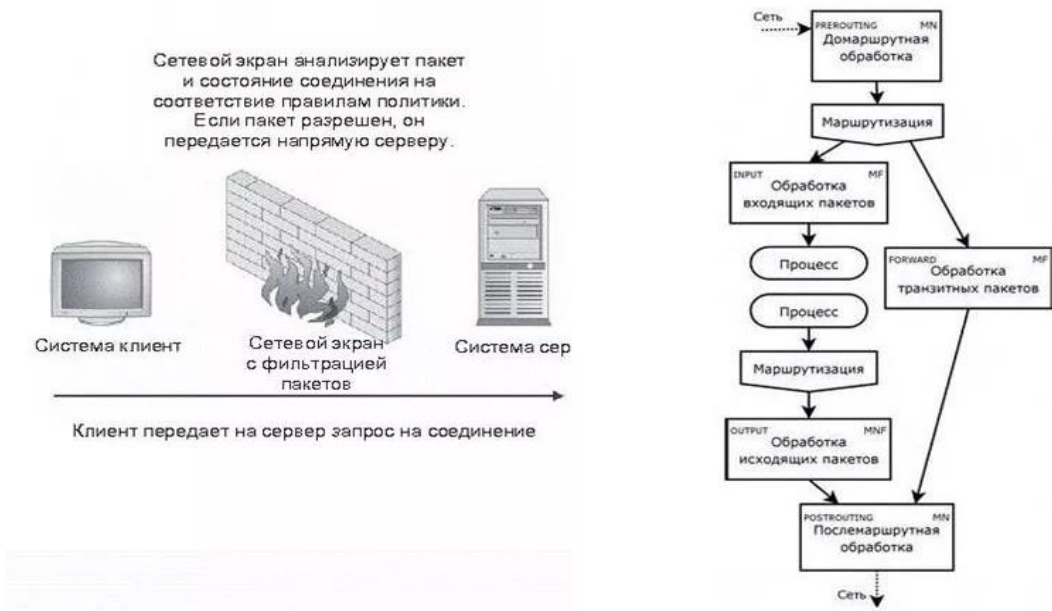 Сетевой экран анализирует пакет
и состояние соединения на
соответствие правилам политики.
Если пакет разрешен, он
передается напрямую серверу.
Система клиент
Сетевой экран
с фильтрацией
пакетов
Система сер
Клиент передает на сервер запрос на соединение
Сеть
PREROUTING MN
Домаршрутная
обработка
Маршрутизация
INPUT MF
Обработка
входящих пакетов
Процесс
FORWARD MF
Обработка
транзитных пакетов
Процесс
Маршрутизация
OUTPUT MNF
Обработка
исходящих пакетов
POSTROUTING MN
Послемаршрутная
обработка
Сеть